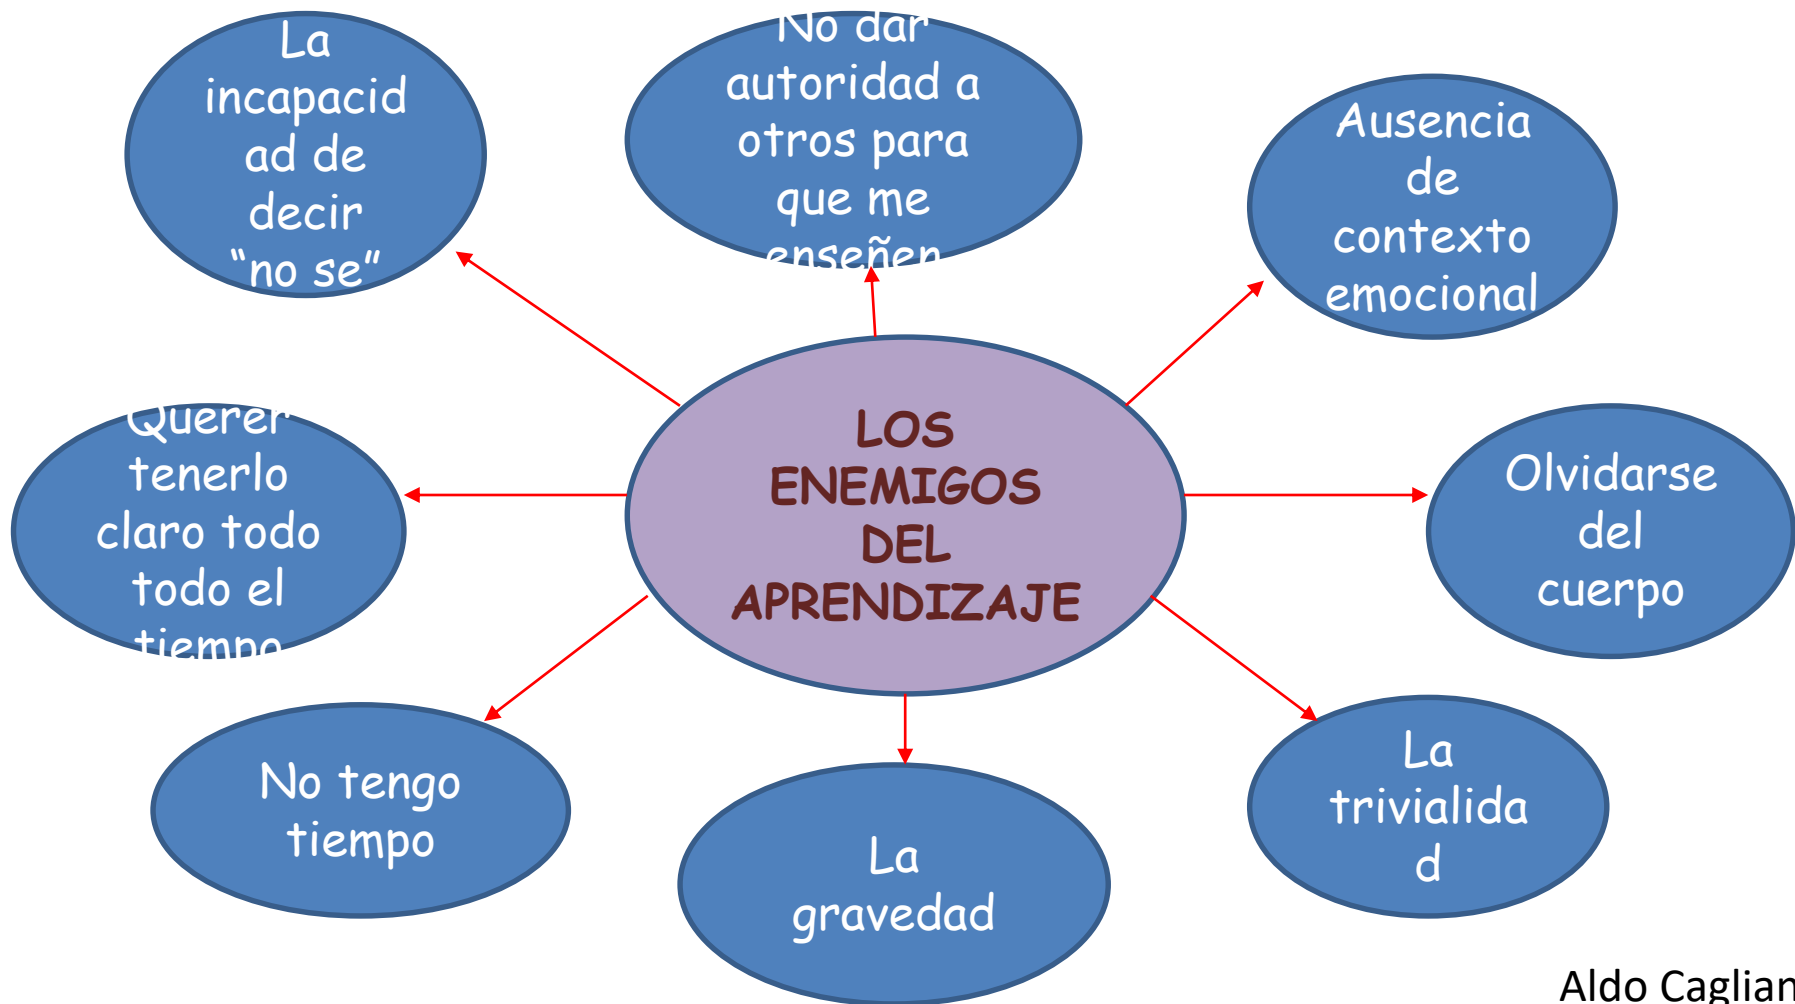 La
incapacid
ad de
decir
“no se”
No dar
autoridad a
otros para
que me
enseñen
Ausencia
de
contexto
emocional
Querer
tenerlo
claro todo
todo el
tiempo
LOS
ENEMIGOS
DEL
APRENDIZAJE
Olvidarse
del
cuerpo
No tengo
tiempo
La
gravedad
La
trivialida
d
Aldo Caglian